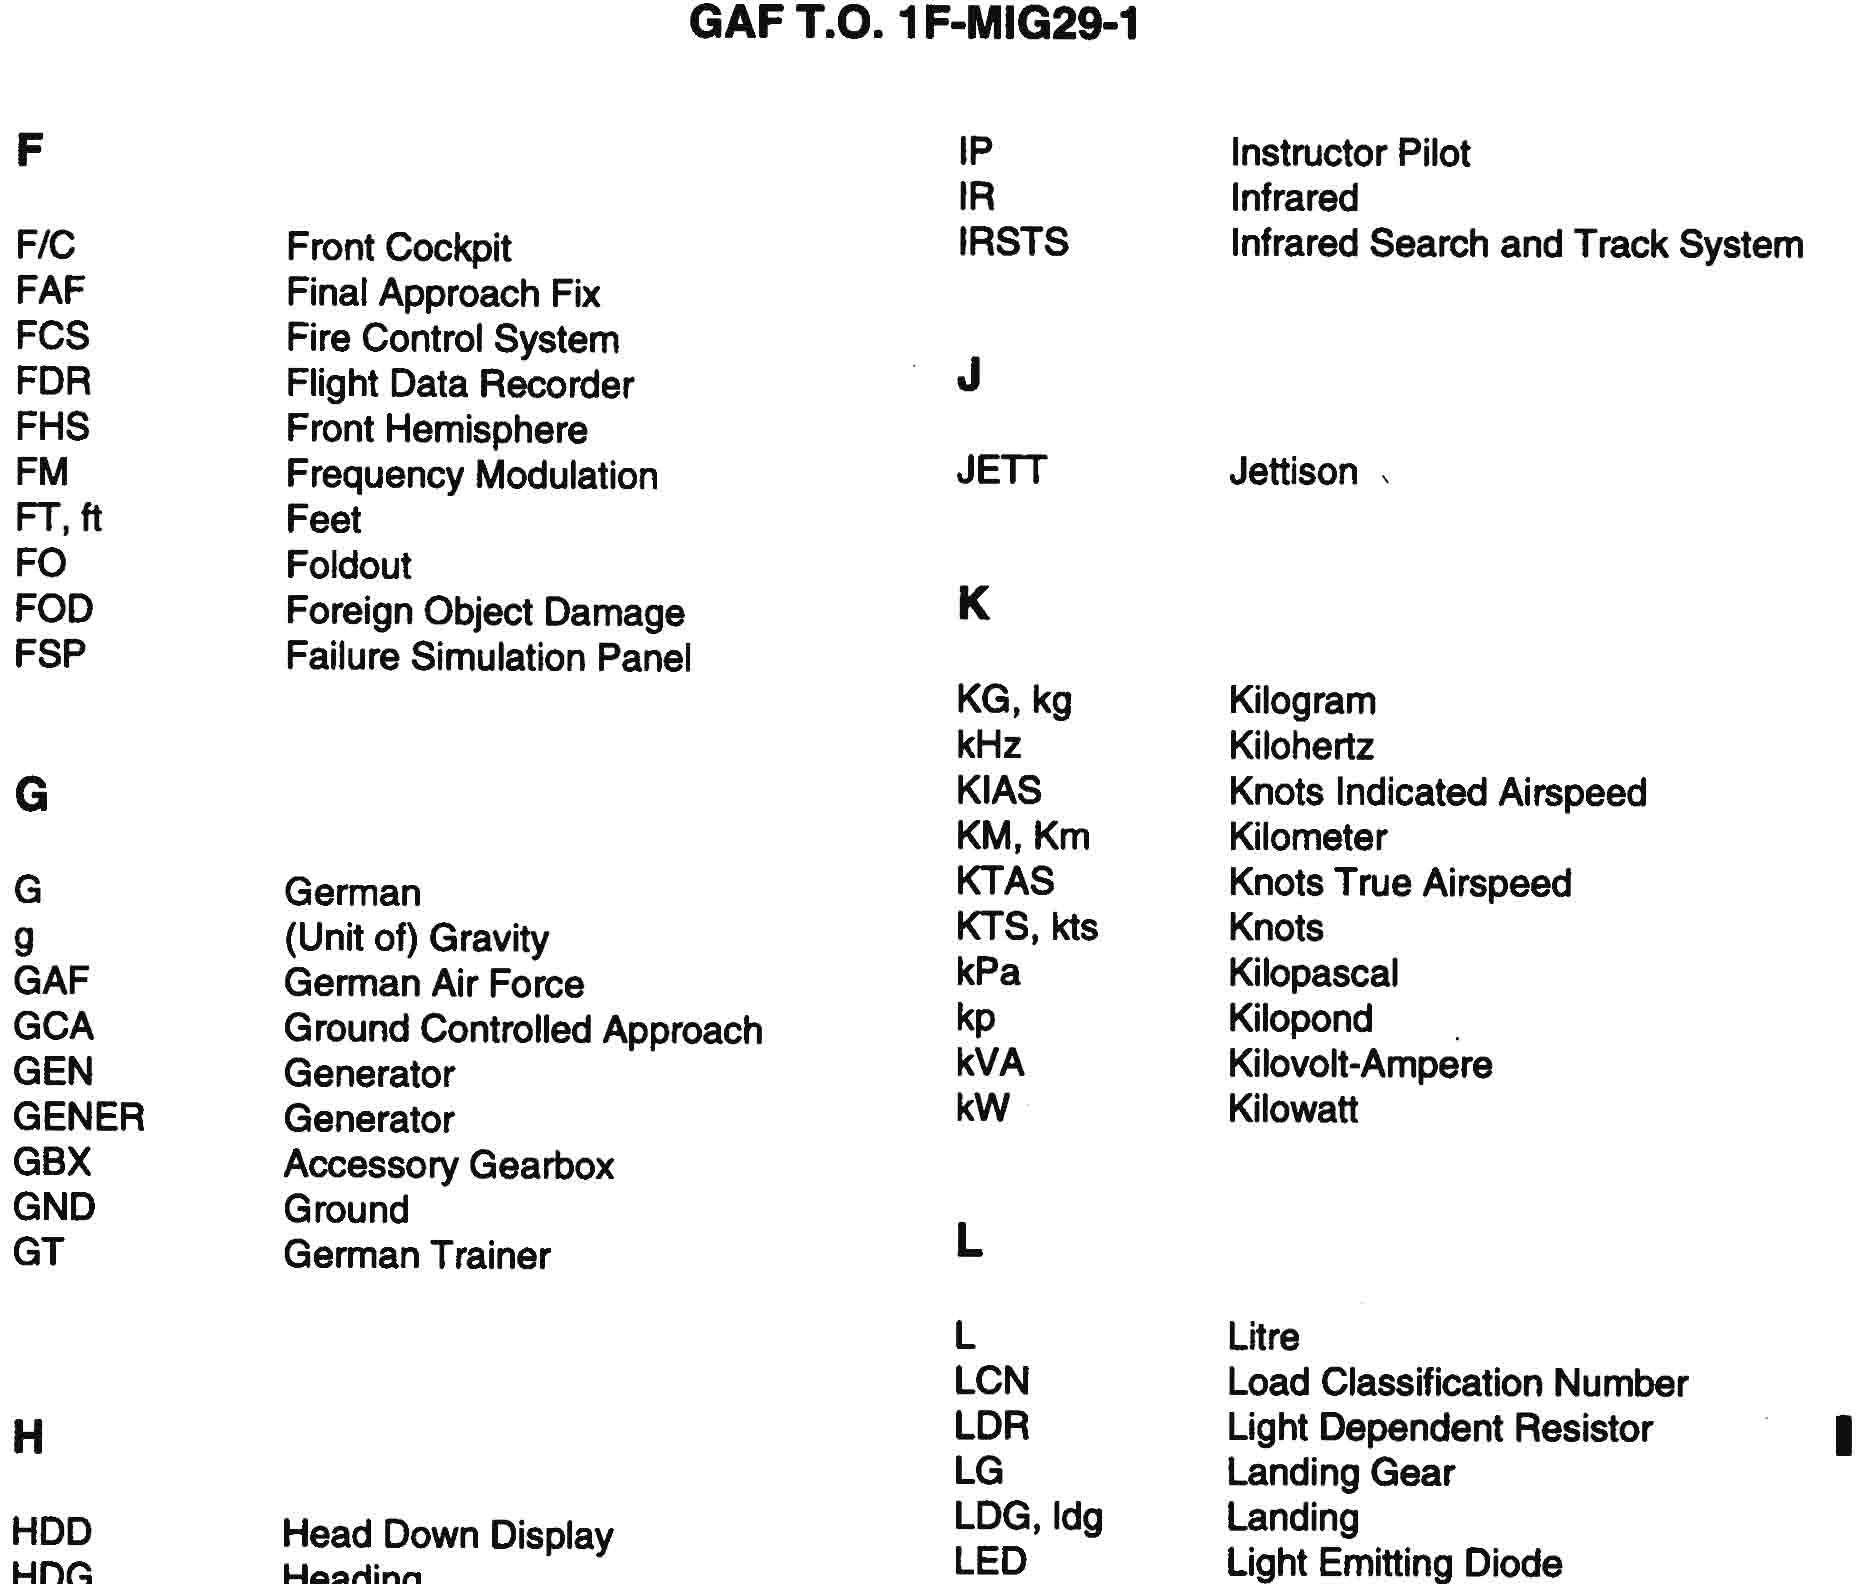 GAF T.O. 1F-MIG29-1
F
F/C Front Cockpit
FAF Final Approach Fix
FCS Fire Control System
FDR Flight Data Recorder
FHS Front Hemisphere
FM Frequency Modulation
FT, ft Feet
FO Foldout
FOD Foreign Object Damage
FSP Failure Simulation Panel
G
G German
g (Unit of) Gravity
GAF German Air Force
GCA Ground Controlled Approach
GEN Generator
GENER Generator
GBX Accessory Gearbox
GND Ground
GT German Trainer
H
HDD Head Down Display
HDG Heading
IP Instructor Pilot
IR Infrared
IRSTS Infrared Search and Track System
J
JETT Jettison
K
KG, kg Kilogram
kHz Kilohertz
KIAS Knots Indicated Airspeed
KM, Km Kilometer
KTAS Knots True Airspeed
KTS, kts Knots
kPa Kilopascal
kp Kilopond
kVA Kilovolt-Ampere
kW Kilowatt
L
L Litre
LCN Load Classification Number
LDR Light Dependent Resistor
LG Landing Gear
LDG, ldg Landing
LED Light Emitting Diode